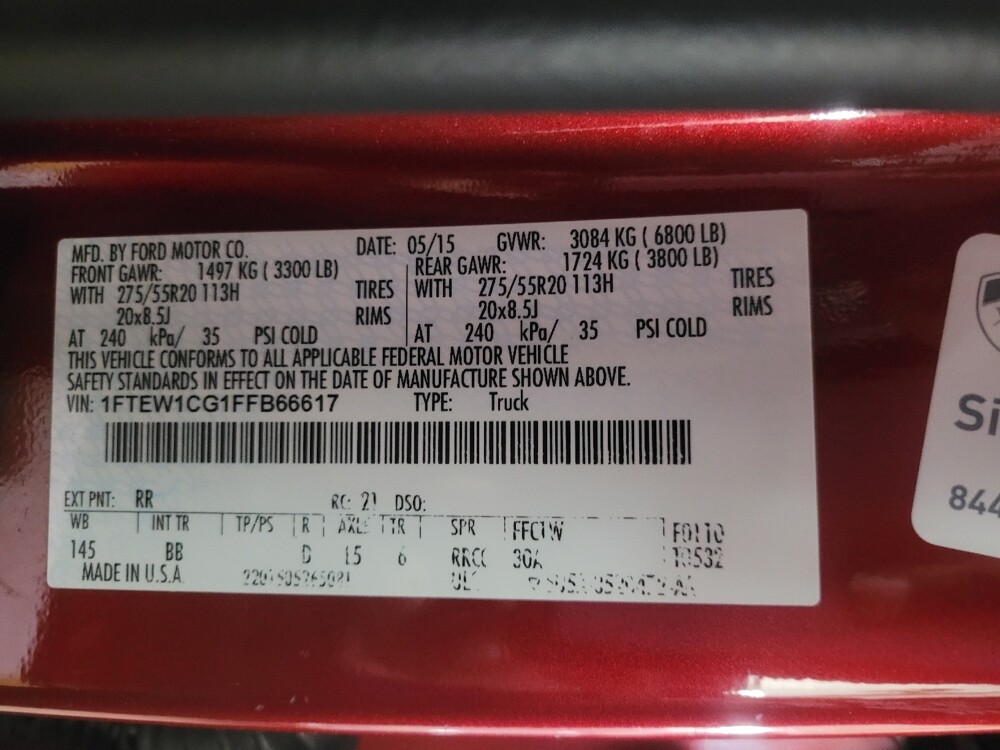 MFD. BY FORD MOTOR CO. DATE: 05/15 GVWR: 3084 KG ( 6800 LB)
FRONT GAWR: 1497 KG ( 3300 LB) REAR GAWR: 1724 KG ( 3800 LB)
WITH 275/55R20 113H TIRES WITH 275/55R20 113H TIRES
20x8.5J RIMS 20x8.5J RIMS
AT 240 kPa/ 35 PSI COLD AT 240 kPa/ 35 PSI COLD
THIS VEHICLE CONFORMS TO ALL APPLICABLE FEDERAL MOTOR VEHICLE
SAFETY STANDARDS IN EFFECT ON THE DATE OF MANUFACTURE SHOWN ABOVE.
VIN: 1FTEW1CG1FFB66617 TYPE: Truck
EXT PNT: RR RC: 21 DSO:
WB INT TR TP/PS R AXLE TR SPR
145 BB 6 30A
MADE IN U.S.A.
Si
844